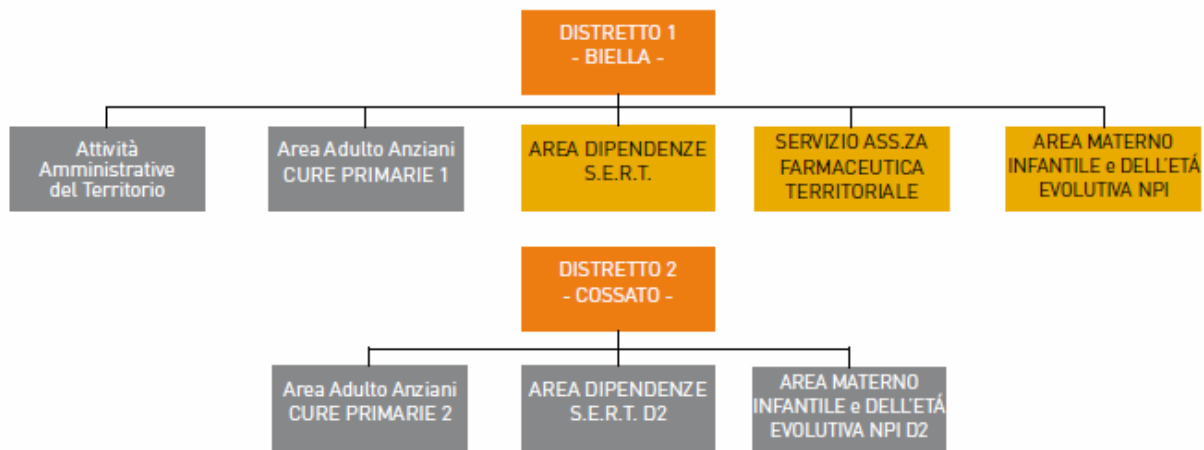 DISTRETTO 1
- BIELLA -
Attività
Amministrative
del Territorio
Area Adulto Anziani
CURE PRIMARIE 1
AREA DIPENDENZE
S.E.R.T.
SERVIZIO ASS.ZA
FARMACEUTICA
TERRITORIALE
AREA MATERNO
INFANTILE e DELL'ETÁ
EVOLUTIVA NPI
DISTRETTO 2
- COSSATO -
Area Adulto Anziani
CURE PRIMARIE 2
AREA DIPENDENZE
S.E.R.T. D2
AREA MATERNO
INFANTILE e DELL'ETÁ
EVOLUTIVA NPI D2